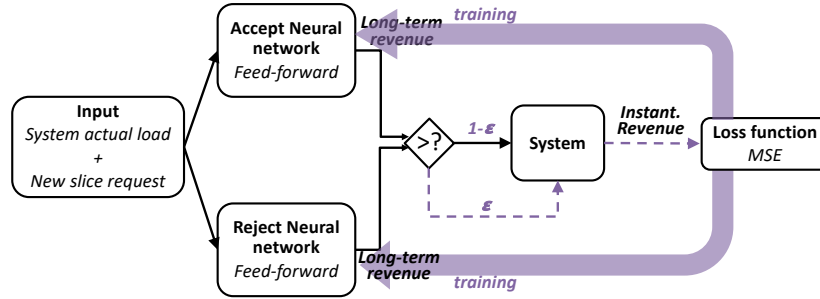 Accept Neural
network
Feed-forward
Long-term
revenue
training
Input
System actual load
+
New slice request
>?
1-ε
ε
System
Instant.
Revenue
Loss function
MSE
Reject Neural
network
Feed-forward
Long-term
revenue
training